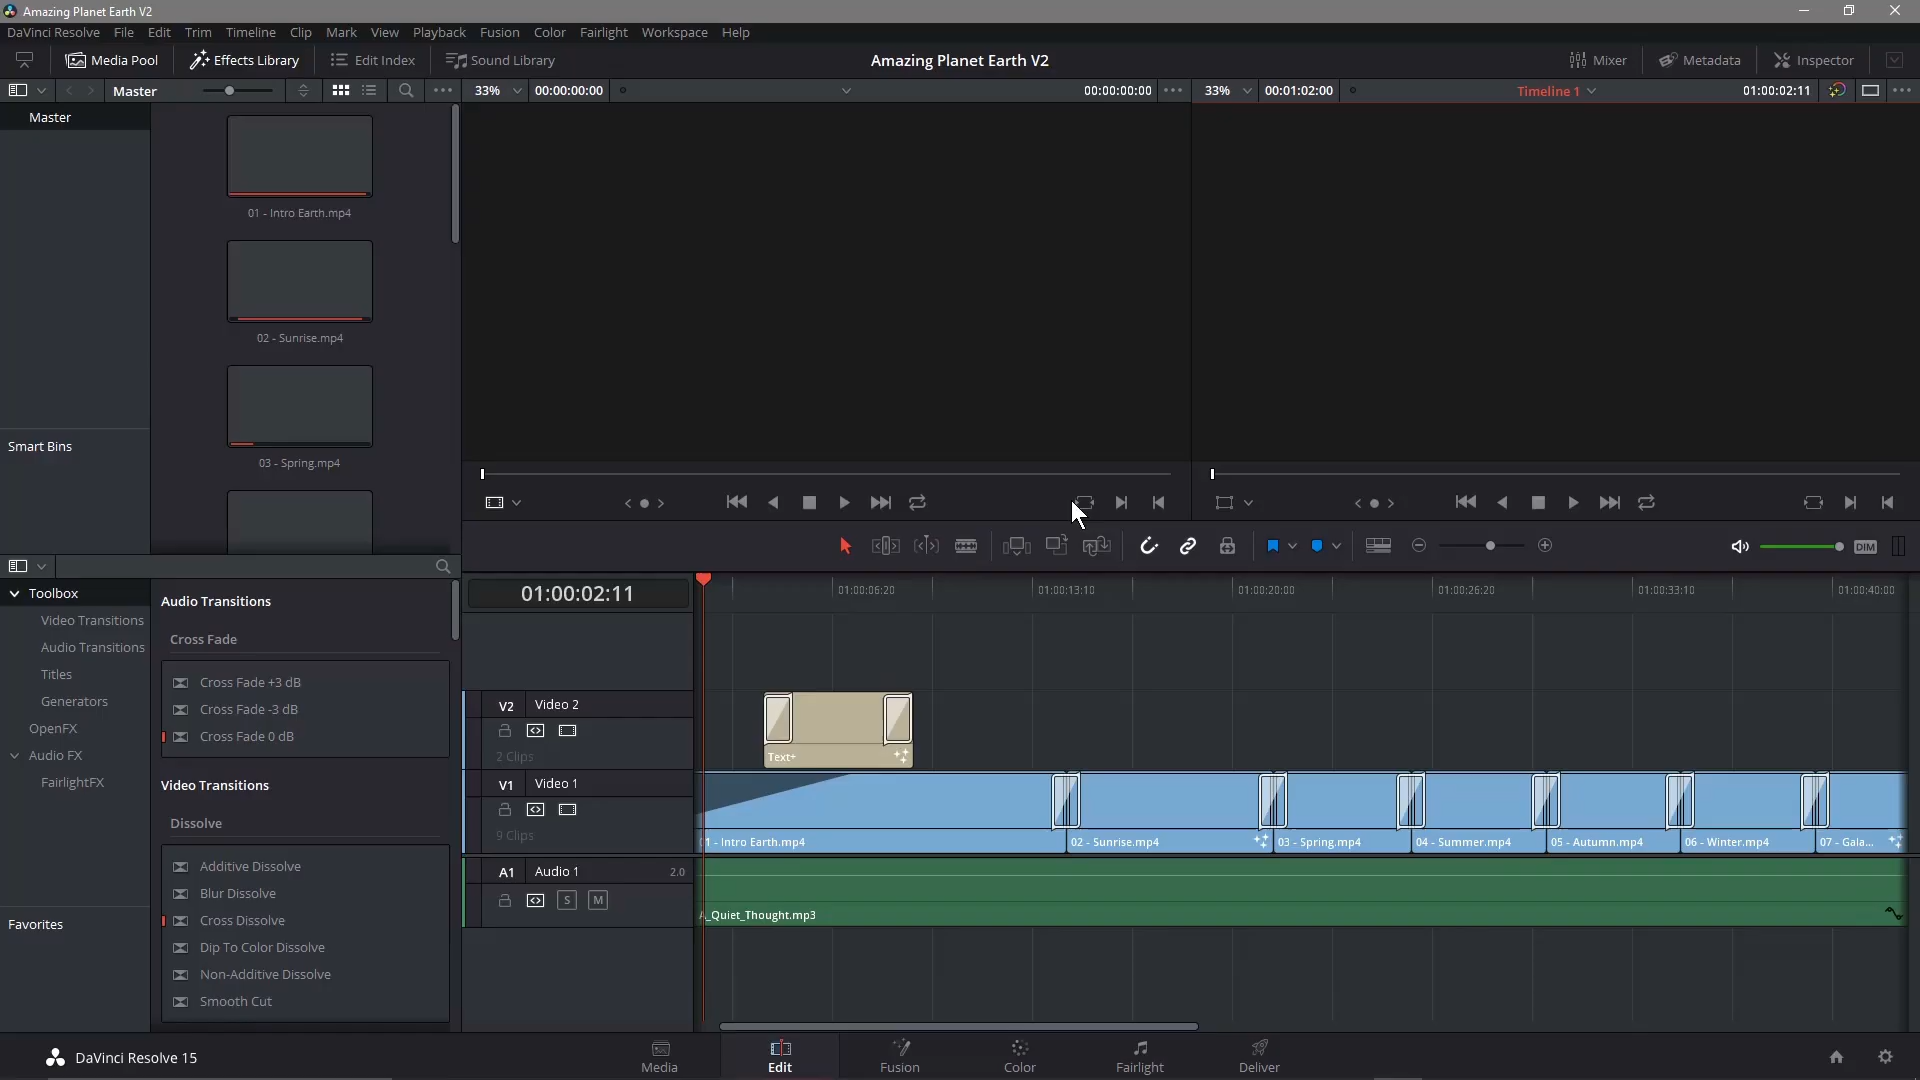 Amazing Planet Earth V2
DaVinci Resolve File Edit Trim Timeline Clip Mark View Playback Fusion Color Fairlight Workspace Help
Media Pool Effects Library Edit Index Sound Library Amazing Planet Earth V2 Mixer Metadata Inspector
Master 33% 00:00:00:00 00:00:00:00 33% 00:01:02:00 Timeline 1 01:00:02:11
Master
01 - Intro Earth.mp4
02 - Sunrise.mp4
Smart Bins
03 - Spring.mp4
DIM
Toolbox
Video Transitions
Audio Transitions
Titles
Generators
OpenFX
Audio FX
FairlightFX
Favorites
Audio Transitions
Cross Fade
Cross Fade +3 dB
Cross Fade -3 dB
Cross Fade 0 dB
Video Transitions
Dissolve
Additive Dissolve
Blur Dissolve
Cross Dissolve
Dip To Color Dissolve
Non-Additive Dissolve
Smooth Cut
01:00:02:11 01:00:06:20 01:00:13:10 01:00:20:00 01:00:26:20 01:00:33:10 01:00:40:00
V2 Video 2
2 Clips
Text+
V1 Video 1
9 Clips
1 - Intro Earth.mp4 02 - Sunrise.mp4 03 - Spring.mp4 04 - Summer.mp4 05 - Autumn.mp4 06 - Winter.mp4 07 - Gala...
A1 Audio 1 2.0
S M
A_Quiet_Thought.mp3
DaVinci Resolve 15
Media Edit Fusion Color Fairlight Deliver